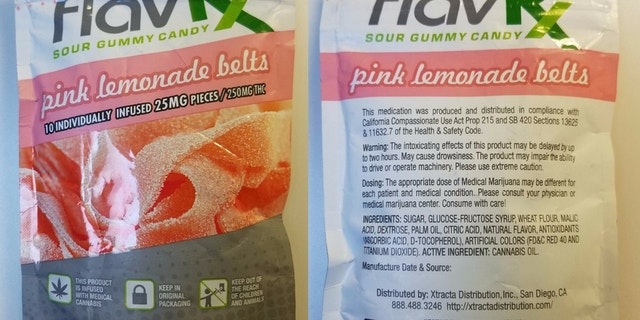 flavRx
SOUR GUMMY CANDY
pink lemonade belts
10 INDIVIDUALLY INFUSED 25MG PIECES / 250MG THC
THIS PRODUCT
IS INFUSED
WITH MEDICAL
CANNABIS
KEEP IN
ORIGINAL
PACKAGING
KEEP OUT OF
THE REACH
OF CHILDREN
AND ANIMALS
flavRx
SOUR GUMMY CANDY
pink lemonade belts
This medication was produced and distributed in compliance with
California Compassionate Use Act Prop 215 and SB 420 Sections 13625
& 11632.7 of the Health & Safety Code.
Warning: The intoxicating effects of this product may be delayed by up
to two hours. May cause drowsiness. The product may impair the ability
to drive or operate machinery. Please use extreme caution.
Dosing: The appropriate dose of Medical Marijuana may be different for
each patient and medical condition. Please consult your physician or
medical marijuana center. Consume with care!
INGREDIENTS: SUGAR, GLUCOSE-FRUCTOSE SYRUP, WHEAT FLOUR, MALIC
ACID, DEXTROSE, PALM OIL, CITRIC ACID, NATURAL FLAVOR, ANTIOXIDANTS
(ASCORBIC ACID, D-TOCOPHEROL), ARTIFICIAL COLORS (FD&C RED 40 AND
TITANIUM DIOXIDE). ACTIVE INGREDIENT: CANNABIS OIL.
Manufacture Date & Source:
Distributed by: Xtracta Distribution, Inc., San Diego, CA
888.488.3246 http://xtractadistribution.com/